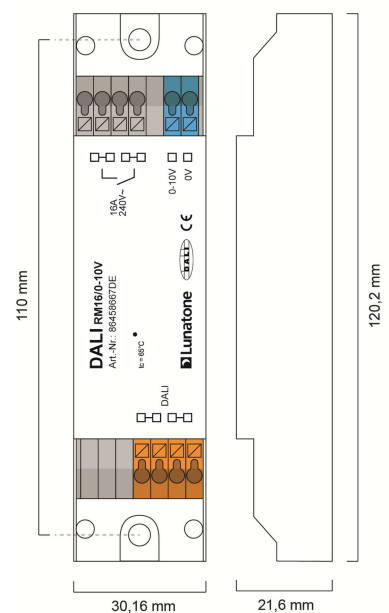 110 mm
120,2 mm
16A
240V~
0-10V
0V
DALI RM16/0-10V
Art.-Nr.: 86458667DE
tc=65°C
Lunatone
DALI
CE
DALI
30,16 mm
21,6 mm